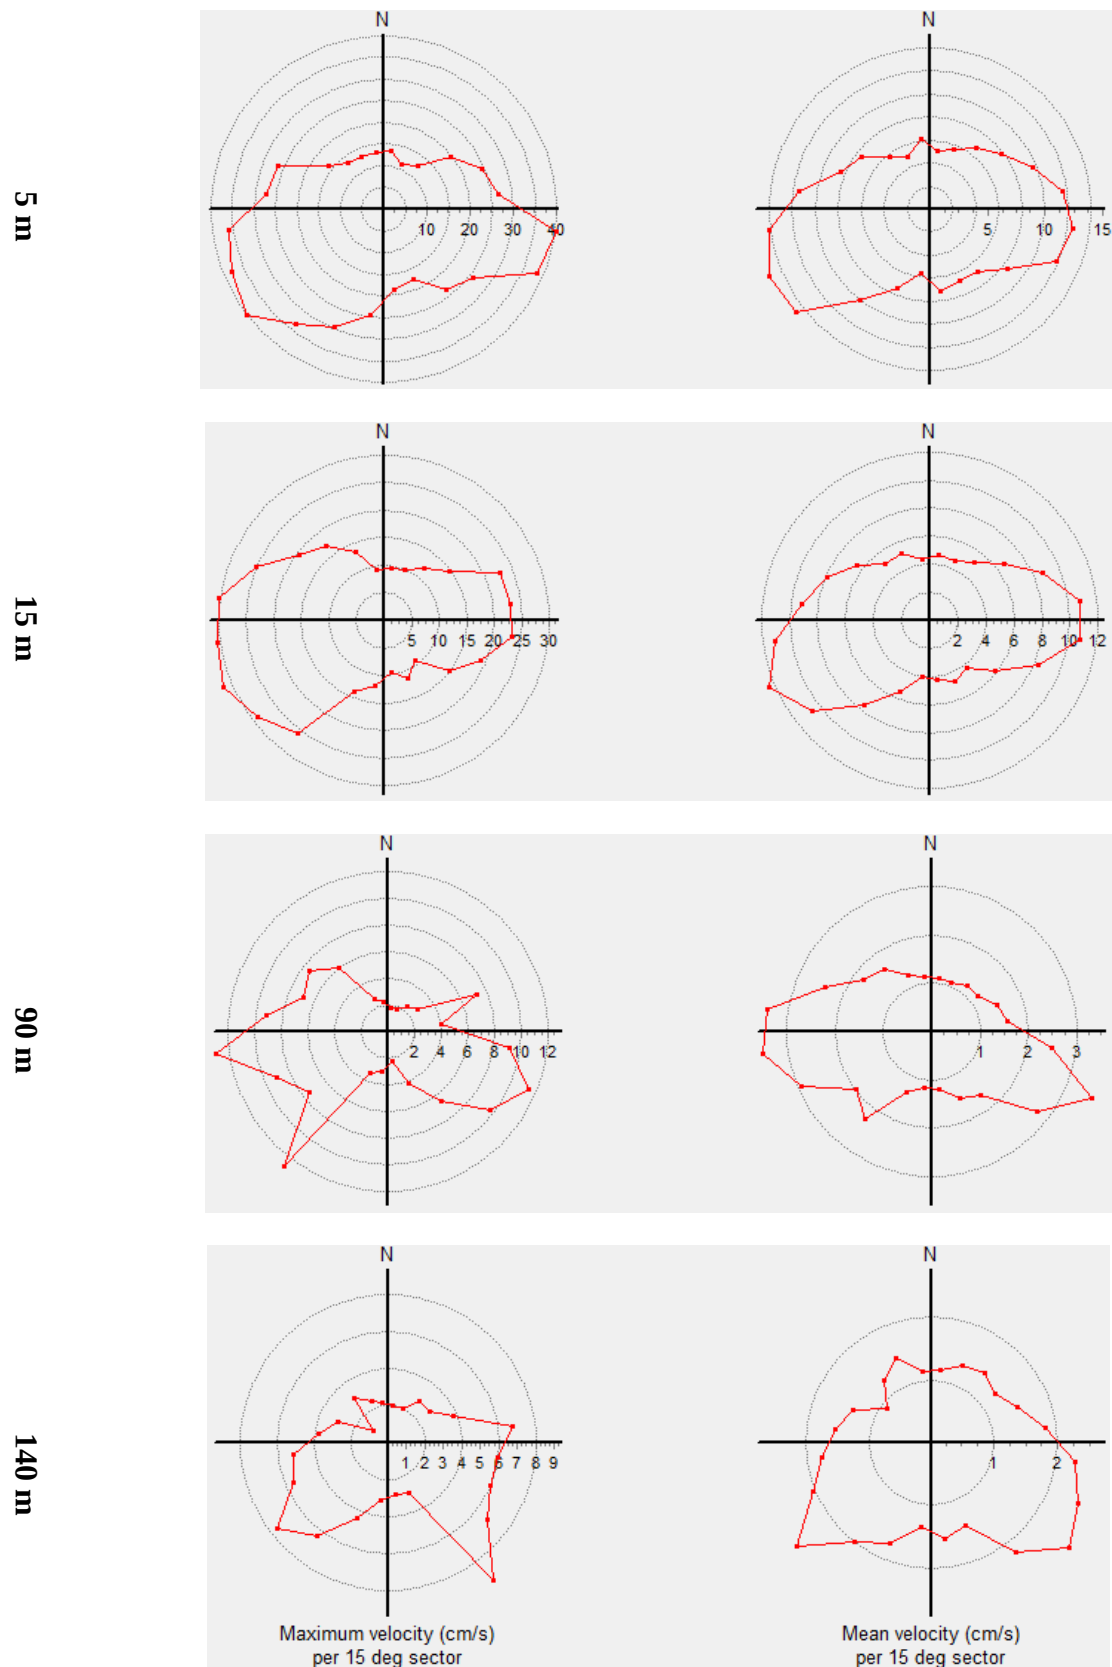 N
N
5 m
10 20 30 40
5 10 15
N
N
15 m
5 10 15 20 25 30
2 4 6 8 10 12
N
N
90 m
2 4 6 8 10 12
1 2 3
N
N
140 m
1 2 3 4 5 6 7 8 9
1 2
Maximum velocity (cm/s)
per 15 deg sector
Mean velocity (cm/s)
per 15 deg sector